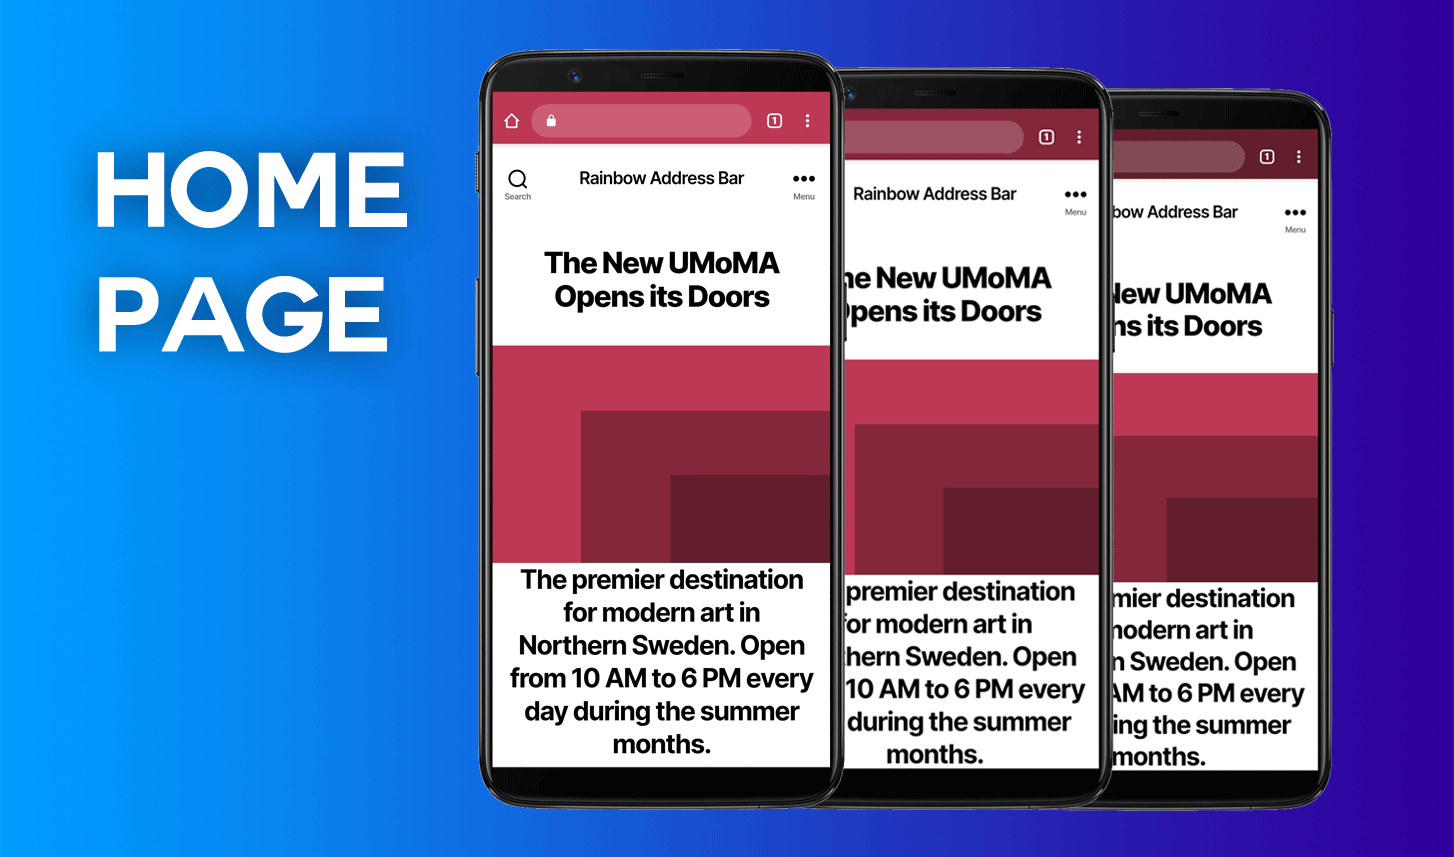 HOME
PAGE
1
Search
Rainbow Address Bar
Menu
The New UMoMA
Opens its Doors
The premier destination
for modern art in
Northern Sweden. Open
from 10 AM to 6 PM every
day during the summer
months.
1
Rainbow Address Bar
Menu
he New UMoMA
pens its Doors
premier destination
for modern art in
hern Sweden. Open
10 AM to 6 PM every
during the summer
months.
1
bow Address Bar
Menu
New UMoMA
ns its Doors
mier destination
modern art in
n Sweden. Open
AM to 6 PM every
ing the summer
months.